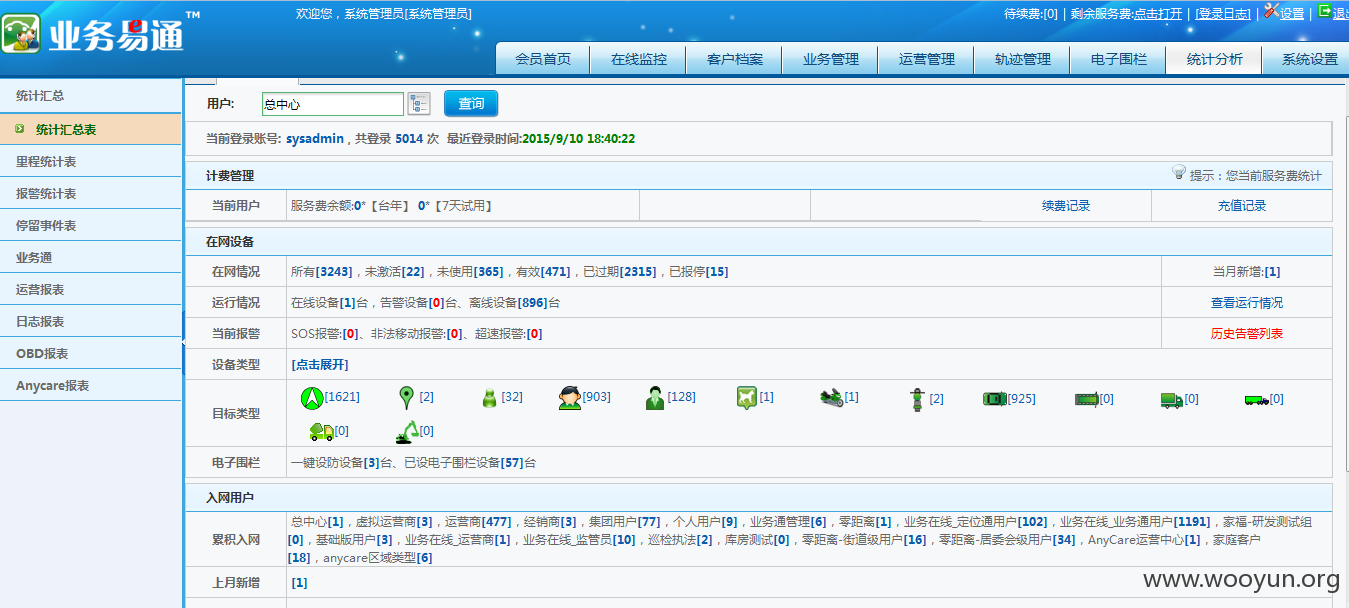 业务易通™
欢迎您，系统管理员[系统管理员]
待续费:[0] | 剩余服务费:点击打开 | [登录日志] | 设置 | 退出
会员首页 在线监控 客户档案 业务管理 运营管理 轨迹管理 电子围栏 统计分析 系统设置
统计汇总
统计汇总表
里程统计表
报警统计表
停留事件表
业务通
运营报表
日志报表
OBD报表
Anycare报表
用户: 总中心 查询
当前登录账号: sysadmin，共登录 5014 次 最近登录时间:2015/9/10 18:40:22
计费管理 提示：您当前服务费统计
当前用户 服务费余额:0*【台年】 0*【7天试用】 续费记录 充值记录
在网设备
在网情况 所有[3243]，未激活[22]，未使用[365]，有效[471]，已过期[2315]，已报停[15] 当月新增:[1]
运行情况 在线设备[1]台，告警设备[0]台、离线设备[896]台 查看运行情况
当前报警 SOS报警:[0]、非法移动报警:[0]、超速报警:[0] 历史告警列表
设备类型 [点击展开]
目标类型 [1621] [2] [32] [903] [128] [1] [1] [2] [925] [0] [0] [0]
[0] [0]
电子围栏 一键设防设备[3]台、已设电子围栏设备[57]台
入网用户
累积入网 总中心[1]，虚拟运营商[3]，运营商[477]，经销商[3]，集团用户[77]，个人用户[9]，业务通管理[6]，零距离[1]，业务在线_定位通用户[102]，业务在线_业务通用户[1191]，家福-研发测试组
[0]，基础版用户[3]，业务在线_运营商[1]，业务在线_监管员[10]，巡检执法[2]，库房测试[0]，零距离-街道级用户[16]，零距离-居委会级用户[34]，AnyCare运营中心[1]，家庭客户
[18]，anycare区域类型[6]
上月新增 [1]
www.wooyun.org